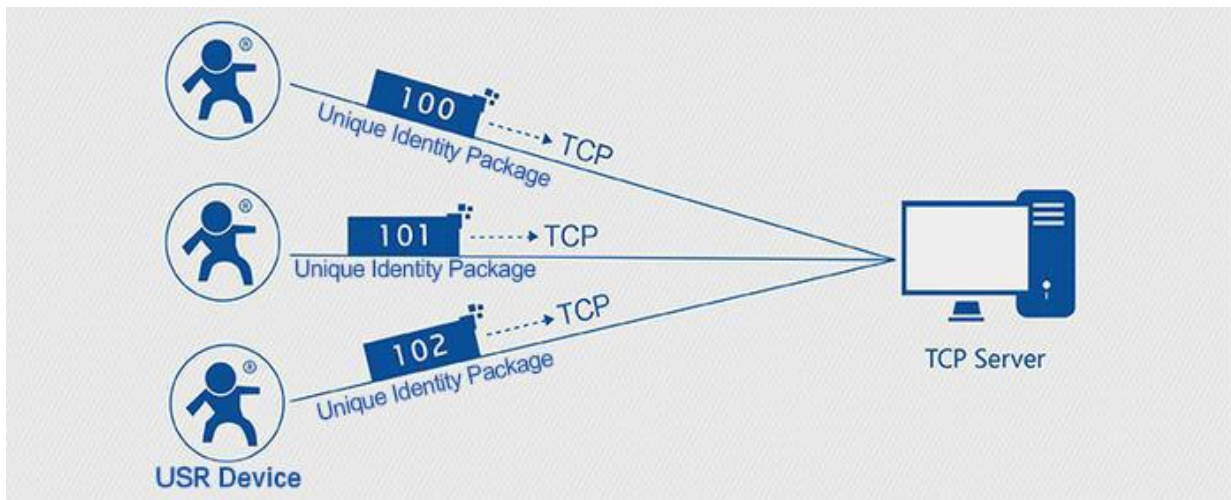 ®
100
TCP
Unique Identity Package
®
101
TCP
Unique Identity Package
®
102
TCP
Unique Identity Package
USR Device
TCP Server